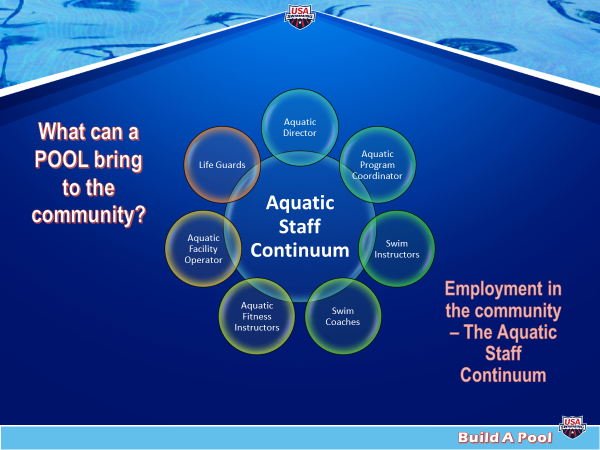 USA
SWIMMING
What can a
POOL bring
to the
community?
Aquatic
Director
Aquatic
Program
Coordinator
Swim
Instructors
Swim
Coaches
Aquatic
Fitness
Instructors
Aquatic
Facility
Operator
Life Guards
Aquatic
Staff
Continuum
Employment in
the community
– The Aquatic
Staff
Continuum
Build A Pool
USA
SWIMMING